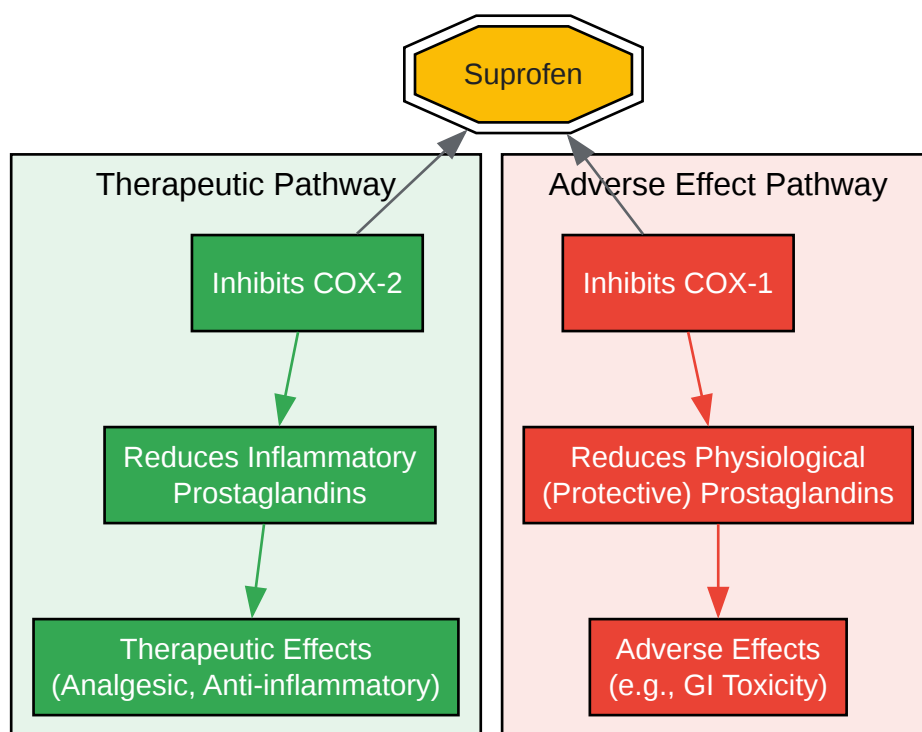 Suprofen
Therapeutic Pathway
Inhibits COX-2
Reduces Inflammatory
Prostaglandins
Therapeutic Effects
(Analgesic, Anti-inflammatory)
Adverse Effect Pathway
Inhibits COX-1
Reduces Physiological
(Protective) Prostaglandins
Adverse Effects
(e.g., GI Toxicity)